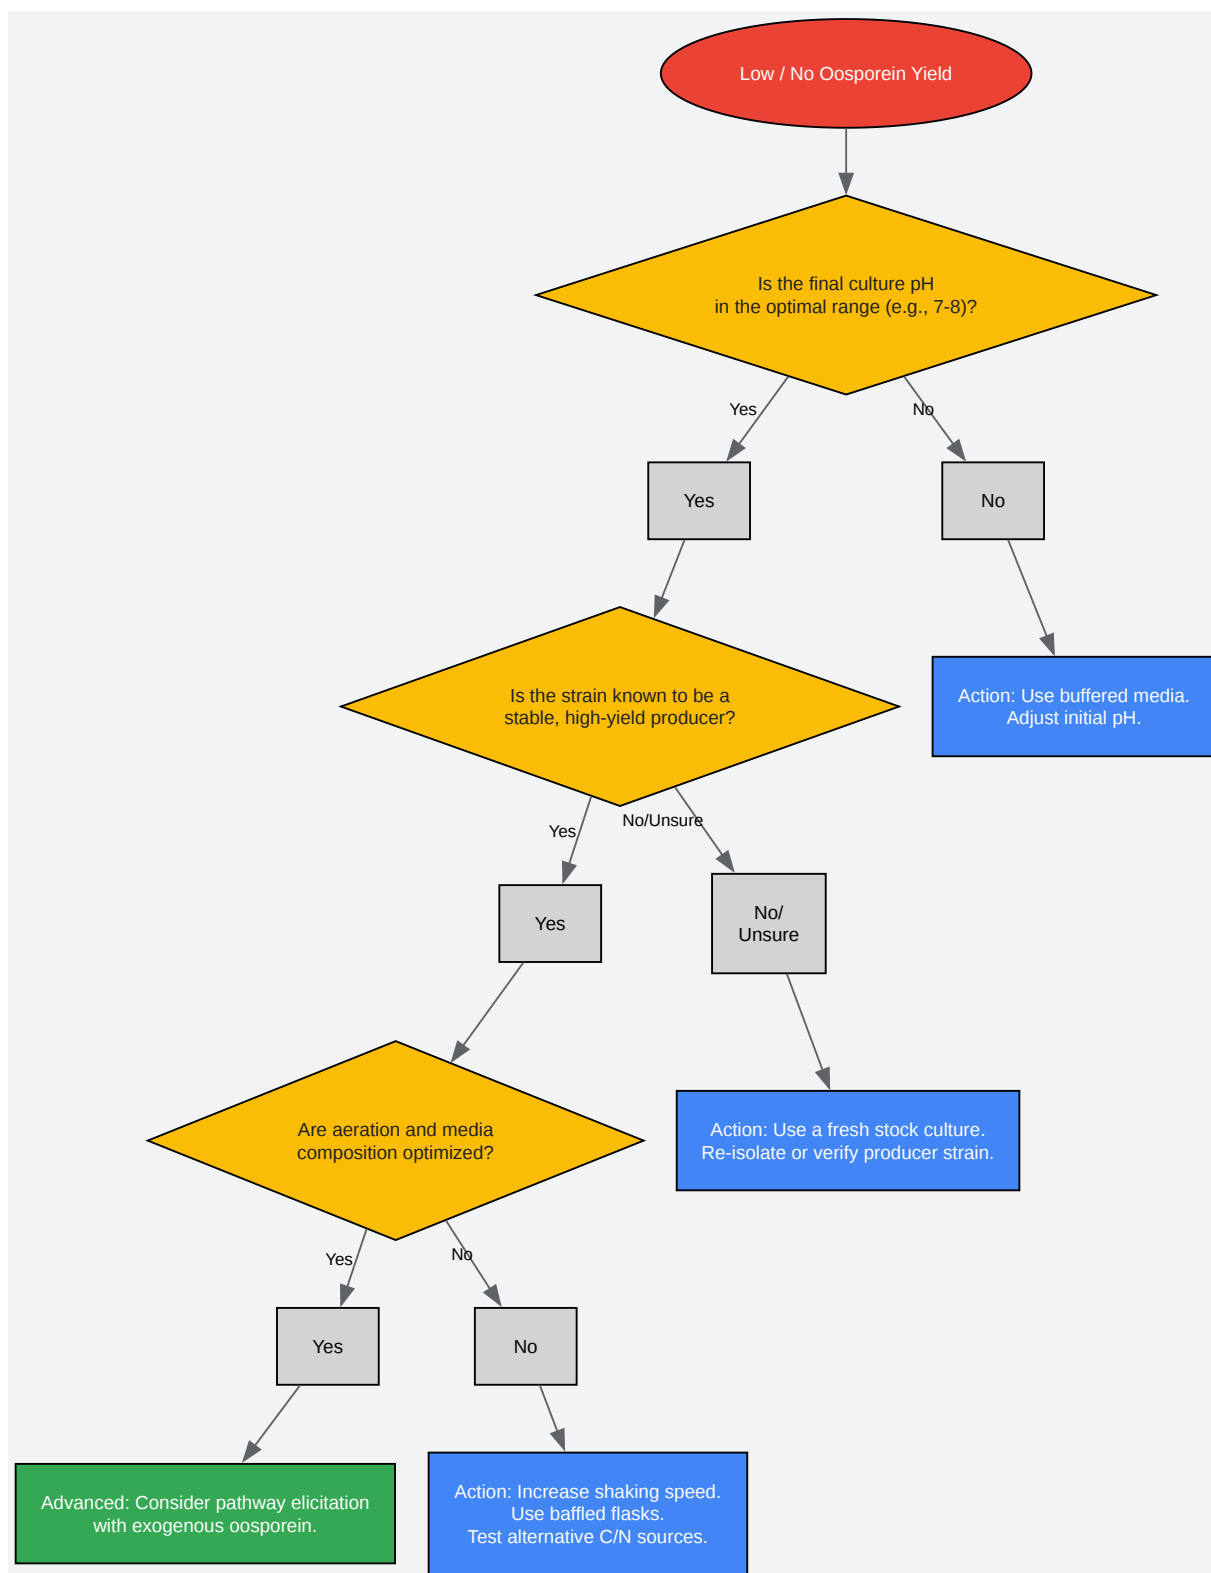 Low / No Oosporein Yield
Is the final culture pH
in the optimal range (e.g., 7-8)?
Yes
No
Yes
No
Is the strain known to be a
stable, high-yield producer?
Action: Use buffered media.
Adjust initial pH.
Yes
No/Unsure
Yes
No/
Unsure
Are aeration and media
composition optimized?
Action: Use a fresh stock culture.
Re-isolate or verify producer strain.
Yes
No
Yes
No
Advanced: Consider pathway elicitation
with exogenous oosporein.
Action: Increase shaking speed.
Use baffled flasks.
Test alternative C/N sources.